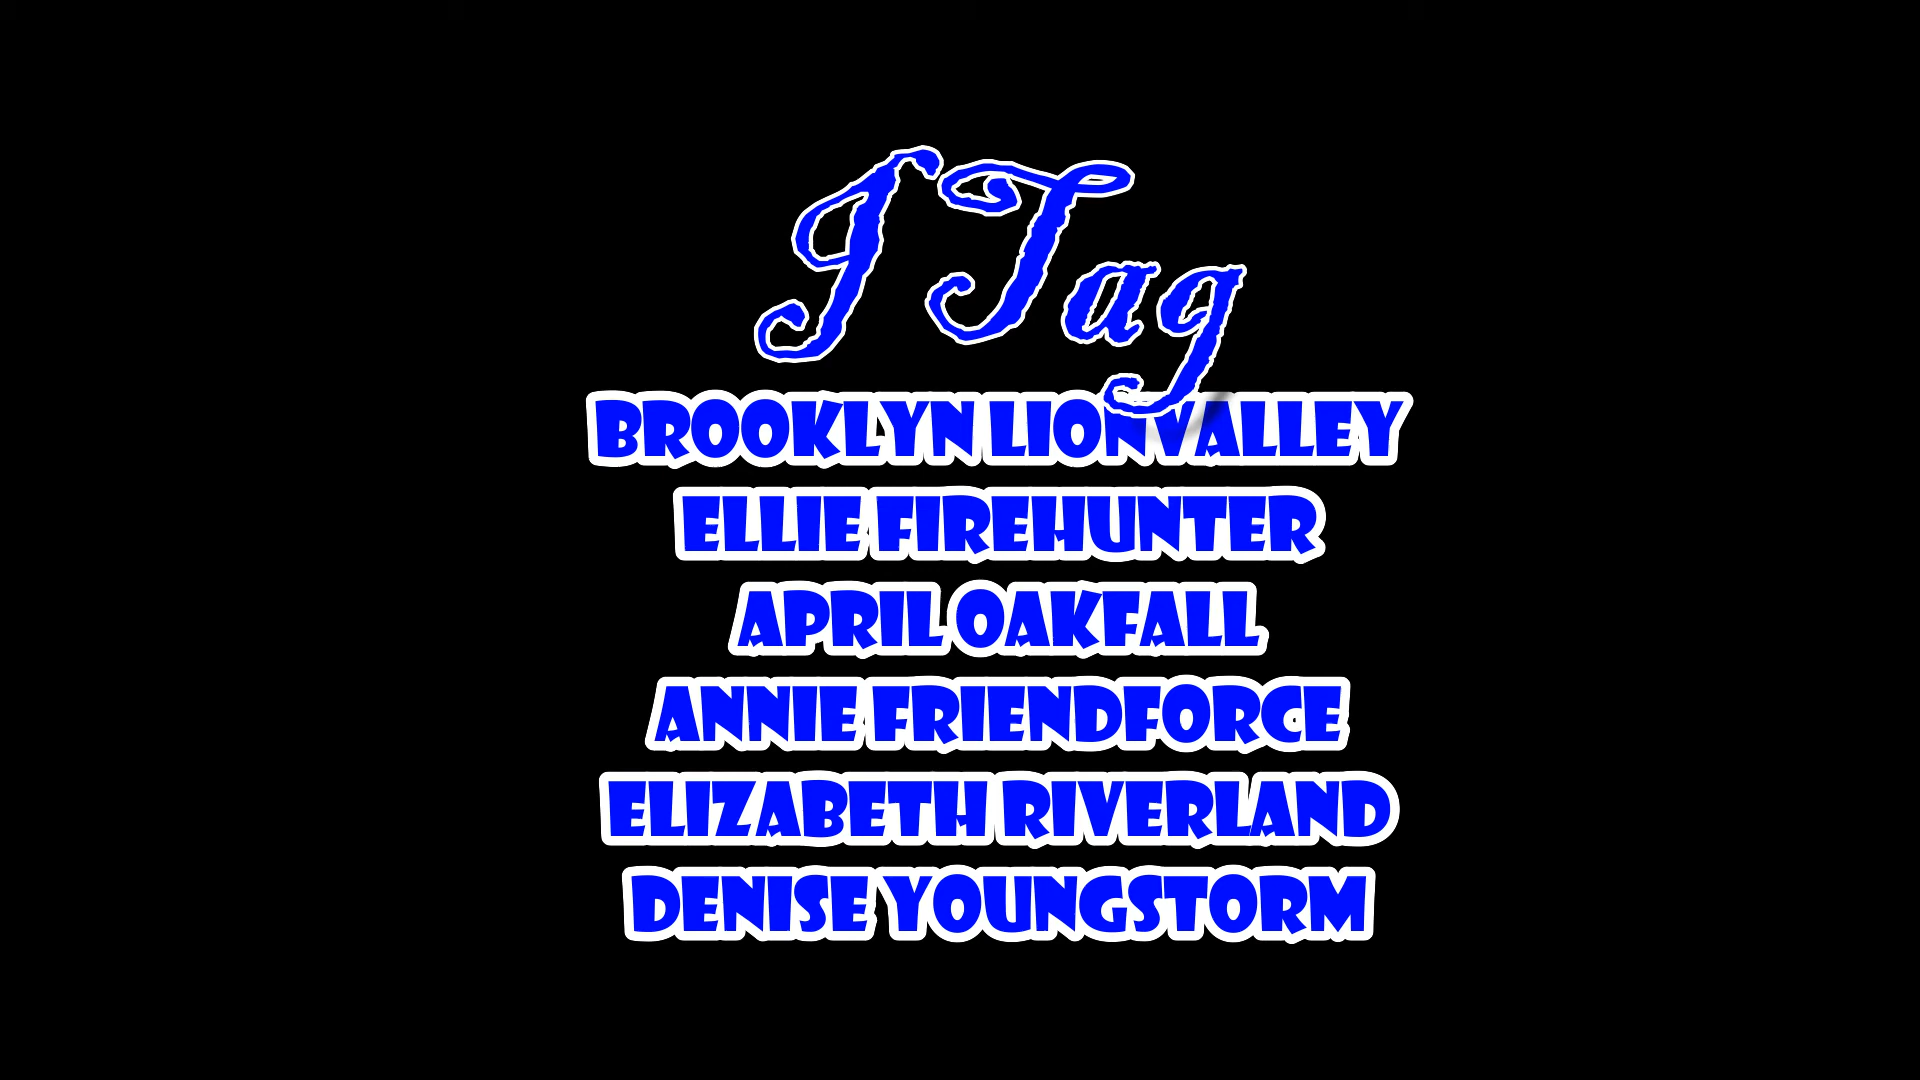 I Tag
BROOKLYN LIONVALLEY
ELLIE FIREHUNTER
APRIL OAKFALL
ANNIE FRIENDFORCE
ELIZABETH RIVERLAND
DENISE YOUNGSTORM